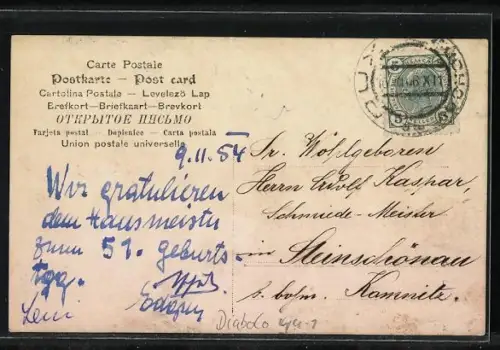 Carte Postale
Postkarte — Post card
Cartolina Postale — Levelező Lap
Brefkort—Briefkaart—Brevkort
ОТКРЫТОЕ ПИСЬМО
Tarjeta postal — Dopisnice — Carta postala
Union postale universelle
9.11.54
Wir gratulieren
dem Hausmeister
zum 51. Geburts
tag.
Leni
Sr. Wohlgeboren
Herrn Adolf Kaspar,
Schmiede-Meister
in Steinschönau
b. böhm. Kamnitz.